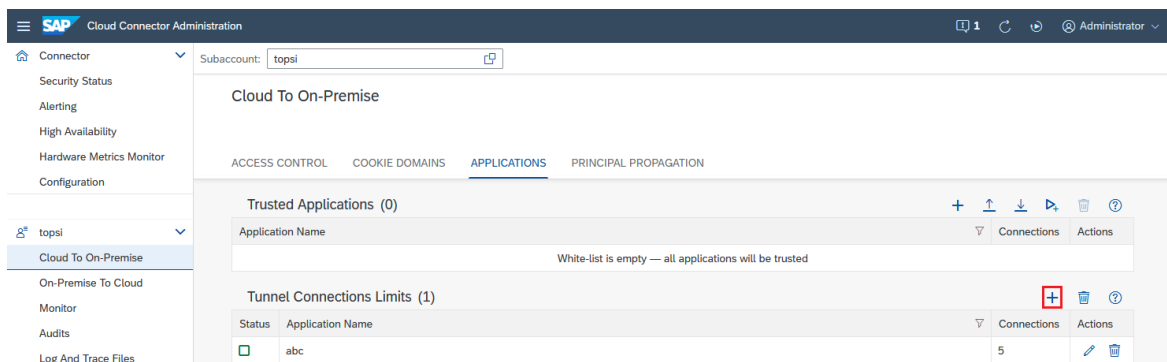 SAP Cloud Connector Administration 1 Administrator
Connector
Security Status
Alerting
High Availability
Hardware Metrics Monitor
Configuration
topsi
Cloud To On-Premise
On-Premise To Cloud
Monitor
Audits
Log And Trace Files
Subaccount: topsi
Cloud To On-Premise
ACCESS CONTROL COOKIE DOMAINS APPLICATIONS PRINCIPAL PROPAGATION
Trusted Applications (0)
Application Name Connections Actions
White-list is empty — all applications will be trusted
Tunnel Connections Limits (1)
Status Application Name Connections Actions
abc 5